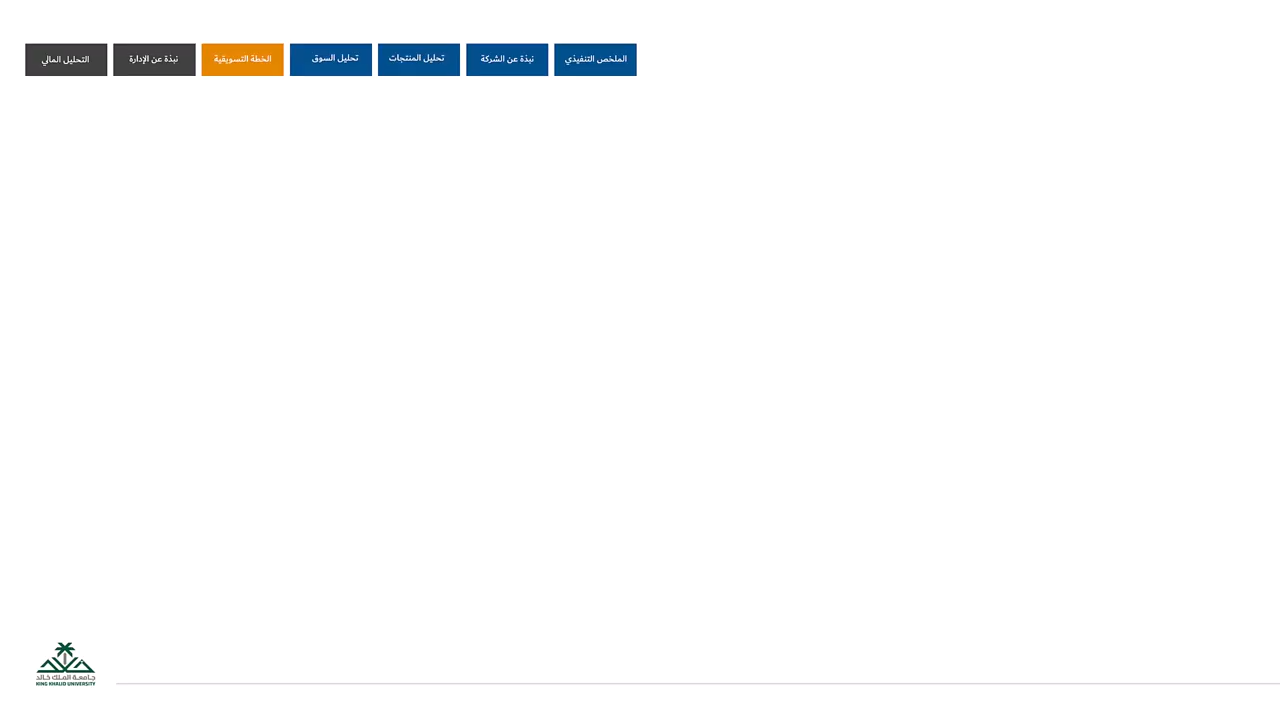 الملخص التنفيذي
نبذة عن الشركة
تحليل المنتجات
تحليل السوق
الخطة التسويقية
نبذة عن الإدارة
التحليل المالي
جامعة الملك خالد
KING KHALID UNIVERSITY